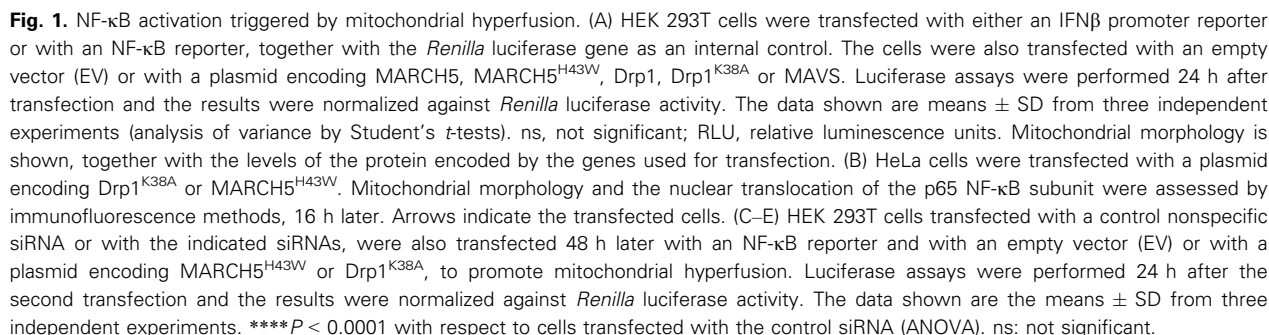 Fig. 1. NF-κB activation triggered by mitochondrial hyperfusion. (A) HEK 293T cells were transfected with either an IFNβ promoter reporter
or with an NF-κB reporter, together with the Renilla luciferase gene as an internal control. The cells were also transfected with an empty
vector (EV) or with a plasmid encoding MARCH5, MARCH5ᴴ⁴³ᵂ, Drp1, Drp1ᴷ³⁸ᴬ or MAVS. Luciferase assays were performed 24 h after
transfection and the results were normalized against Renilla luciferase activity. The data shown are means ± SD from three independent
experiments (analysis of variance by Student's t-tests). ns, not significant; RLU, relative luminescence units. Mitochondrial morphology is
shown, together with the levels of the protein encoded by the genes used for transfection. (B) HeLa cells were transfected with a plasmid
encoding Drp1ᴷ³⁸ᴬ or MARCH5ᴴ⁴³ᵂ. Mitochondrial morphology and the nuclear translocation of the p65 NF-κB subunit were assessed by
immunofluorescence methods, 16 h later. Arrows indicate the transfected cells. (C–E) HEK 293T cells transfected with a control nonspecific
siRNA or with the indicated siRNAs, were also transfected 48 h later with an NF-κB reporter and with an empty vector (EV) or with a
plasmid encoding MARCH5ᴴ⁴³ᵂ or Drp1ᴷ³⁸ᴬ, to promote mitochondrial hyperfusion. Luciferase assays were performed 24 h after the
second transfection and the results were normalized against Renilla luciferase activity. The data shown are the means ± SD from three
independent experiments. ****P < 0.0001 with respect to cells transfected with the control siRNA (ANOVA). ns: not significant.